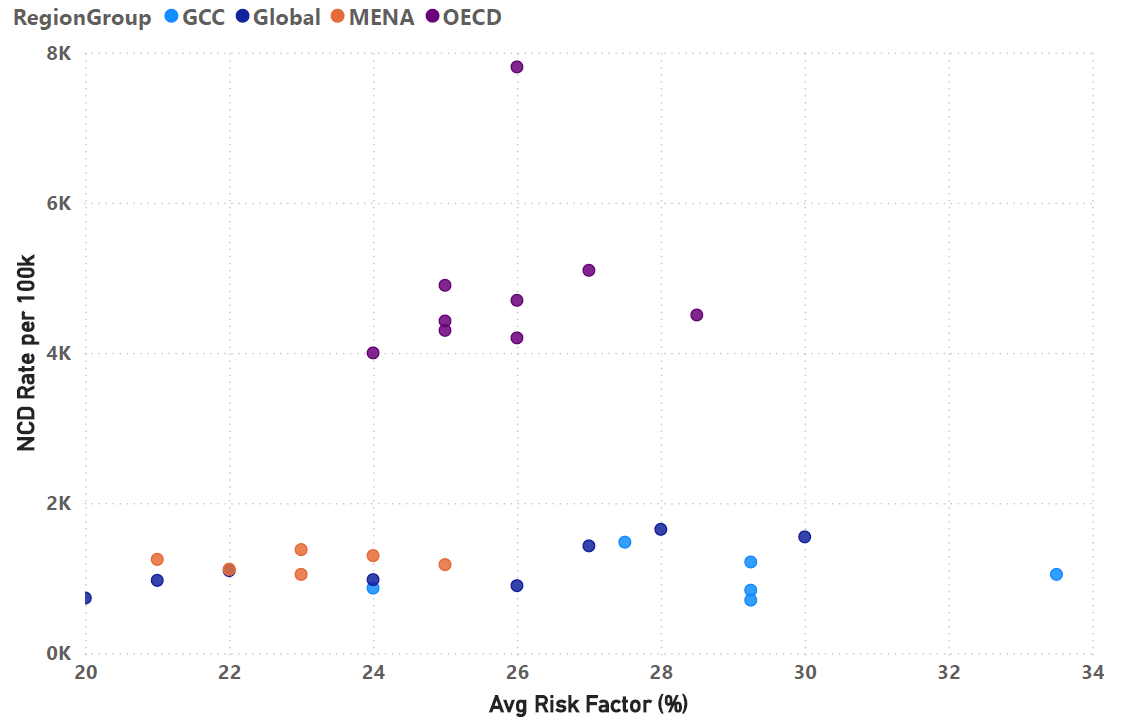 RegionGroup GCC Global MENA OECD
8K
6K
4K
2K
0K
NCD Rate per 100k
20 22 24 26 28 30 32 34
Avg Risk Factor (%)